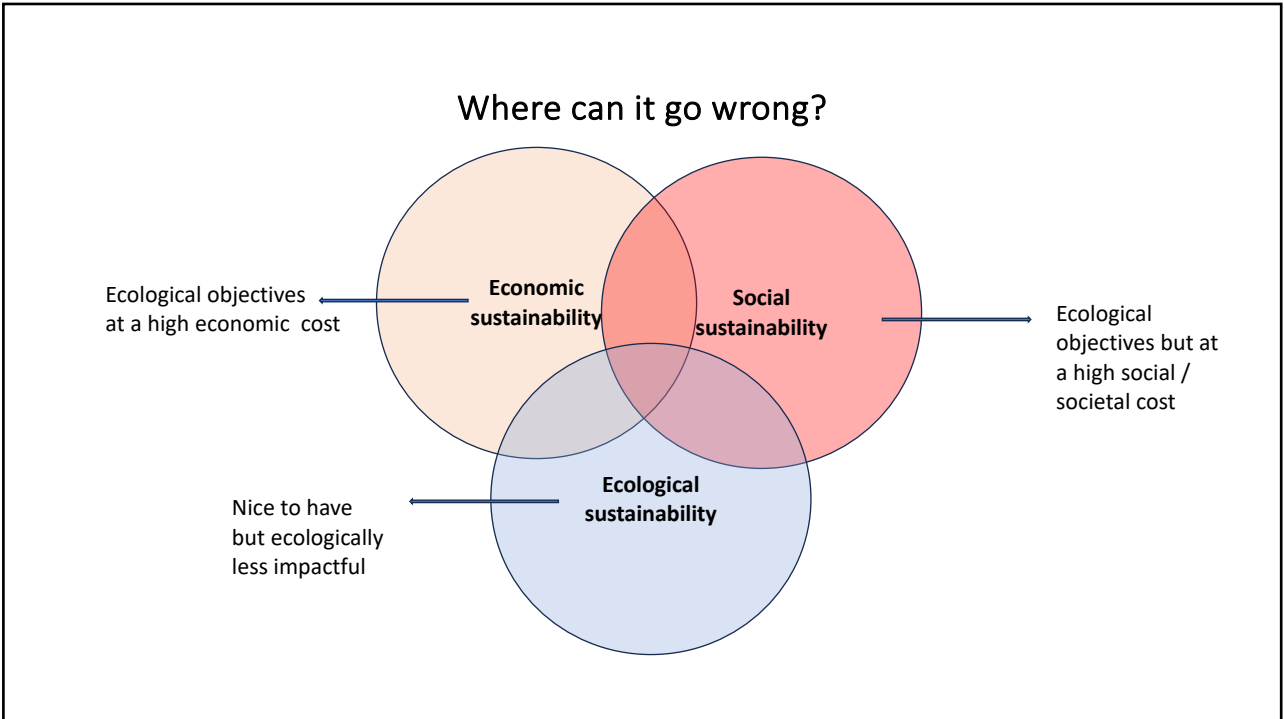 Where can it go wrong?
Ecological objectives
at a high economic cost
Economic
sustainability
Social
sustainability
Ecological
objectives but at
a high social /
societal cost
Nice to have
but ecologically
less impactful
Ecological
sustainability